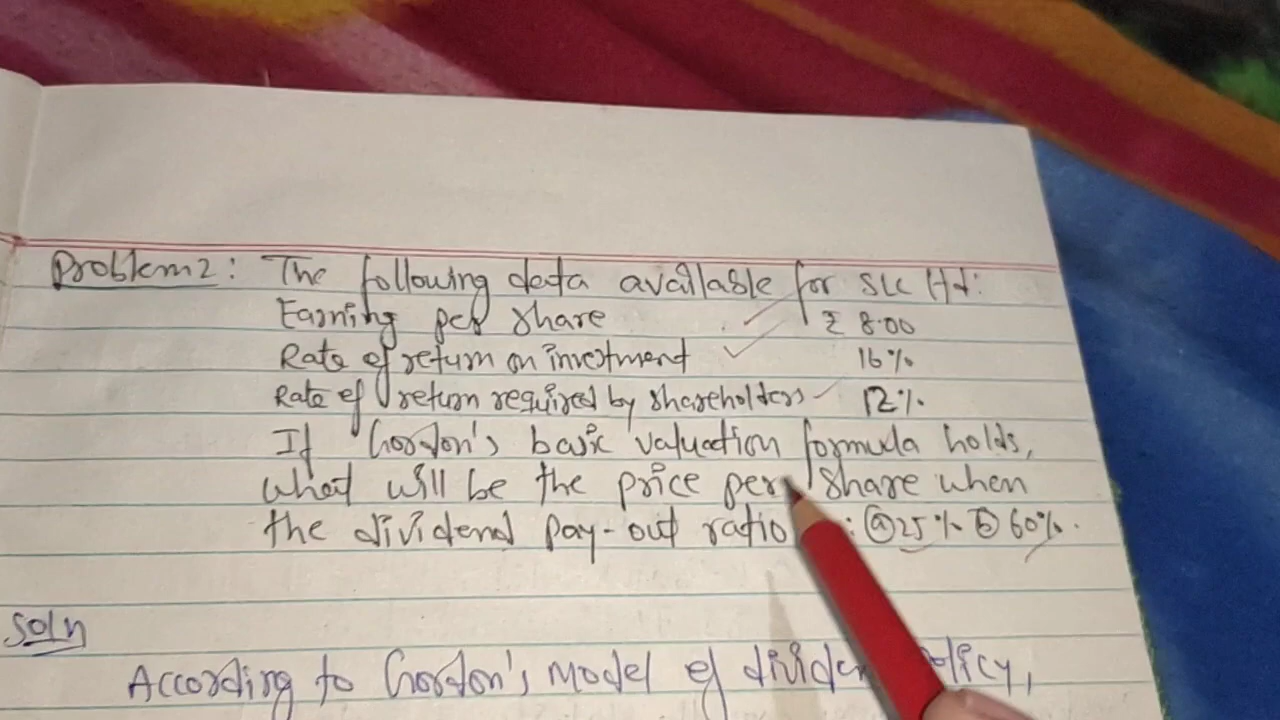 Problem 2: The following data available for SLC Ltd:
Earning per share ₹ 8.00
Rate of return on investment 16%
Rate of return required by shareholders 12%
If Gordon's basic valuation formula holds,
what will be the price per share when
the dividend pay-out ratio : ⓐ 25% ⓑ 60%.
Soln
According to Gordon's Model of